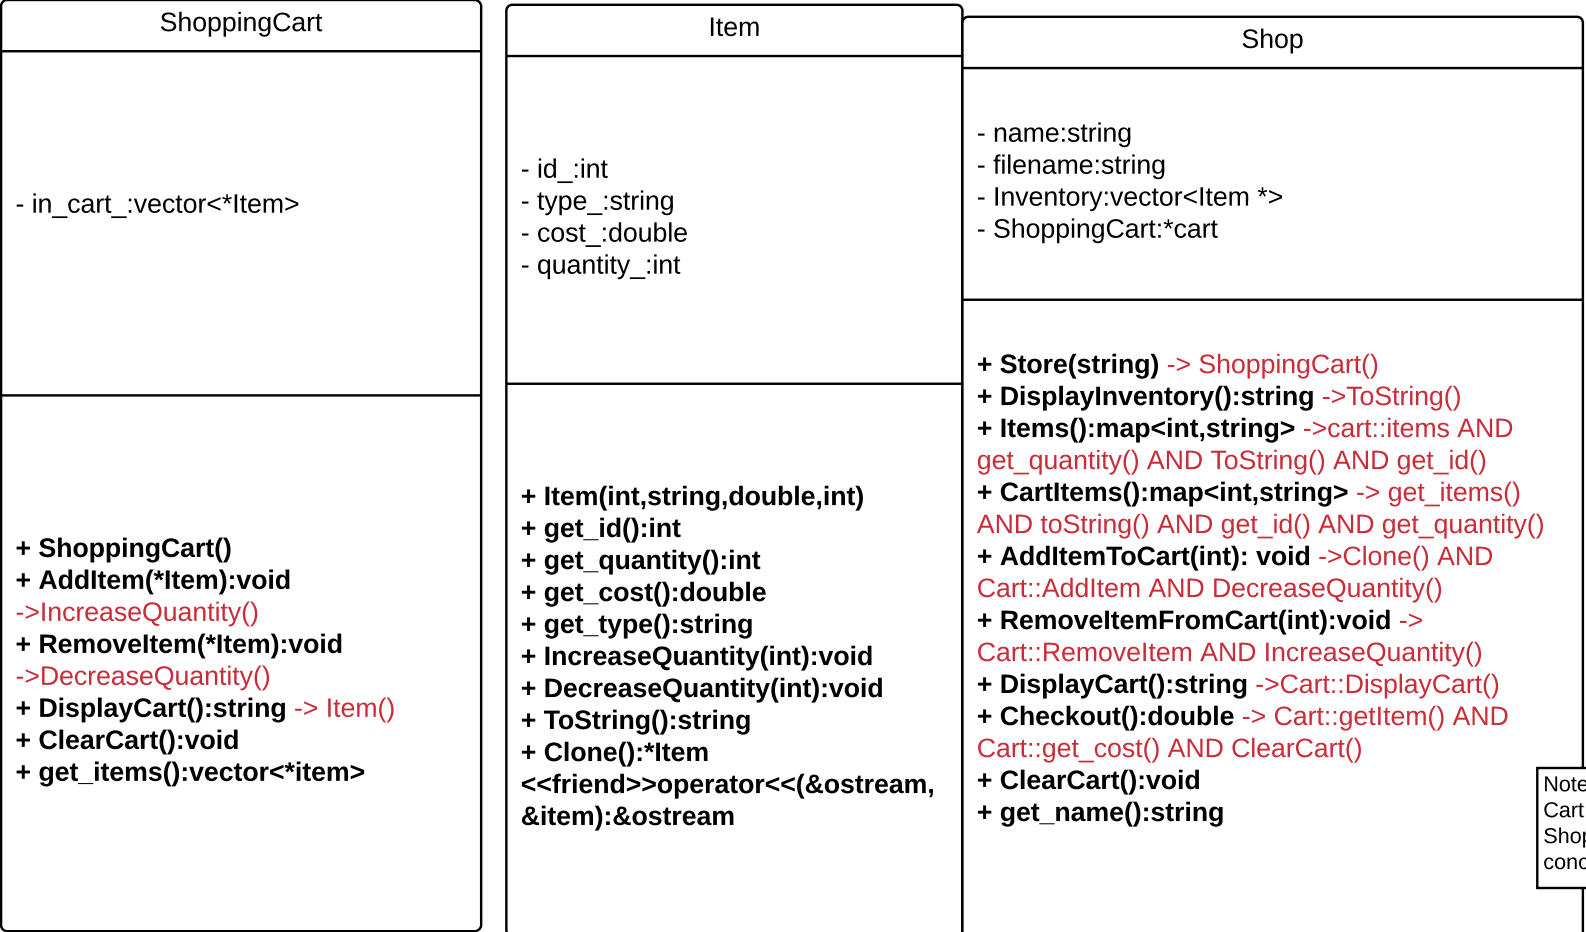 ShoppingCart
- in_cart_:vector<*Item>
+ ShoppingCart()
+ AddItem(*Item):void
->IncreaseQuantity()
+ RemoveItem(*Item):void
->DecreaseQuantity()
+ DisplayCart():string -> Item()
+ ClearCart():void
+ get_items():vector<*item>
Item
- id_:int
- type_:string
- cost_:double
- quantity_:int
+ Item(int,string,double,int)
+ get_id():int
+ get_quantity():int
+ get_cost():double
+ get_type():string
+ IncreaseQuantity(int):void
+ DecreaseQuantity(int):void
+ ToString():string
+ Clone():*Item
<<friend>>operator<<(&ostream,
&item):&ostream
Shop
- name:string
- filename:string
- Inventory:vector<Item *>
- ShoppingCart:*cart
+ Store(string) -> ShoppingCart()
+ DisplayInventory():string ->ToString()
+ Items():map<int,string> ->cart::items AND
get_quantity() AND ToString() AND get_id()
+ CartItems():map<int,string> -> get_items()
AND toString() AND get_id() AND get_quantity()
+ AddItemToCart(int): void ->Clone() AND
Cart::AddItem AND DecreaseQuantity()
+ RemoveItemFromCart(int):void ->
Cart::RemoveItem AND IncreaseQuantity()
+ DisplayCart():string ->Cart::DisplayCart()
+ Checkout():double -> Cart::getItem() AND
Cart::get_cost() AND ClearCart()
+ ClearCart():void
+ get_name():string
Note
Cart